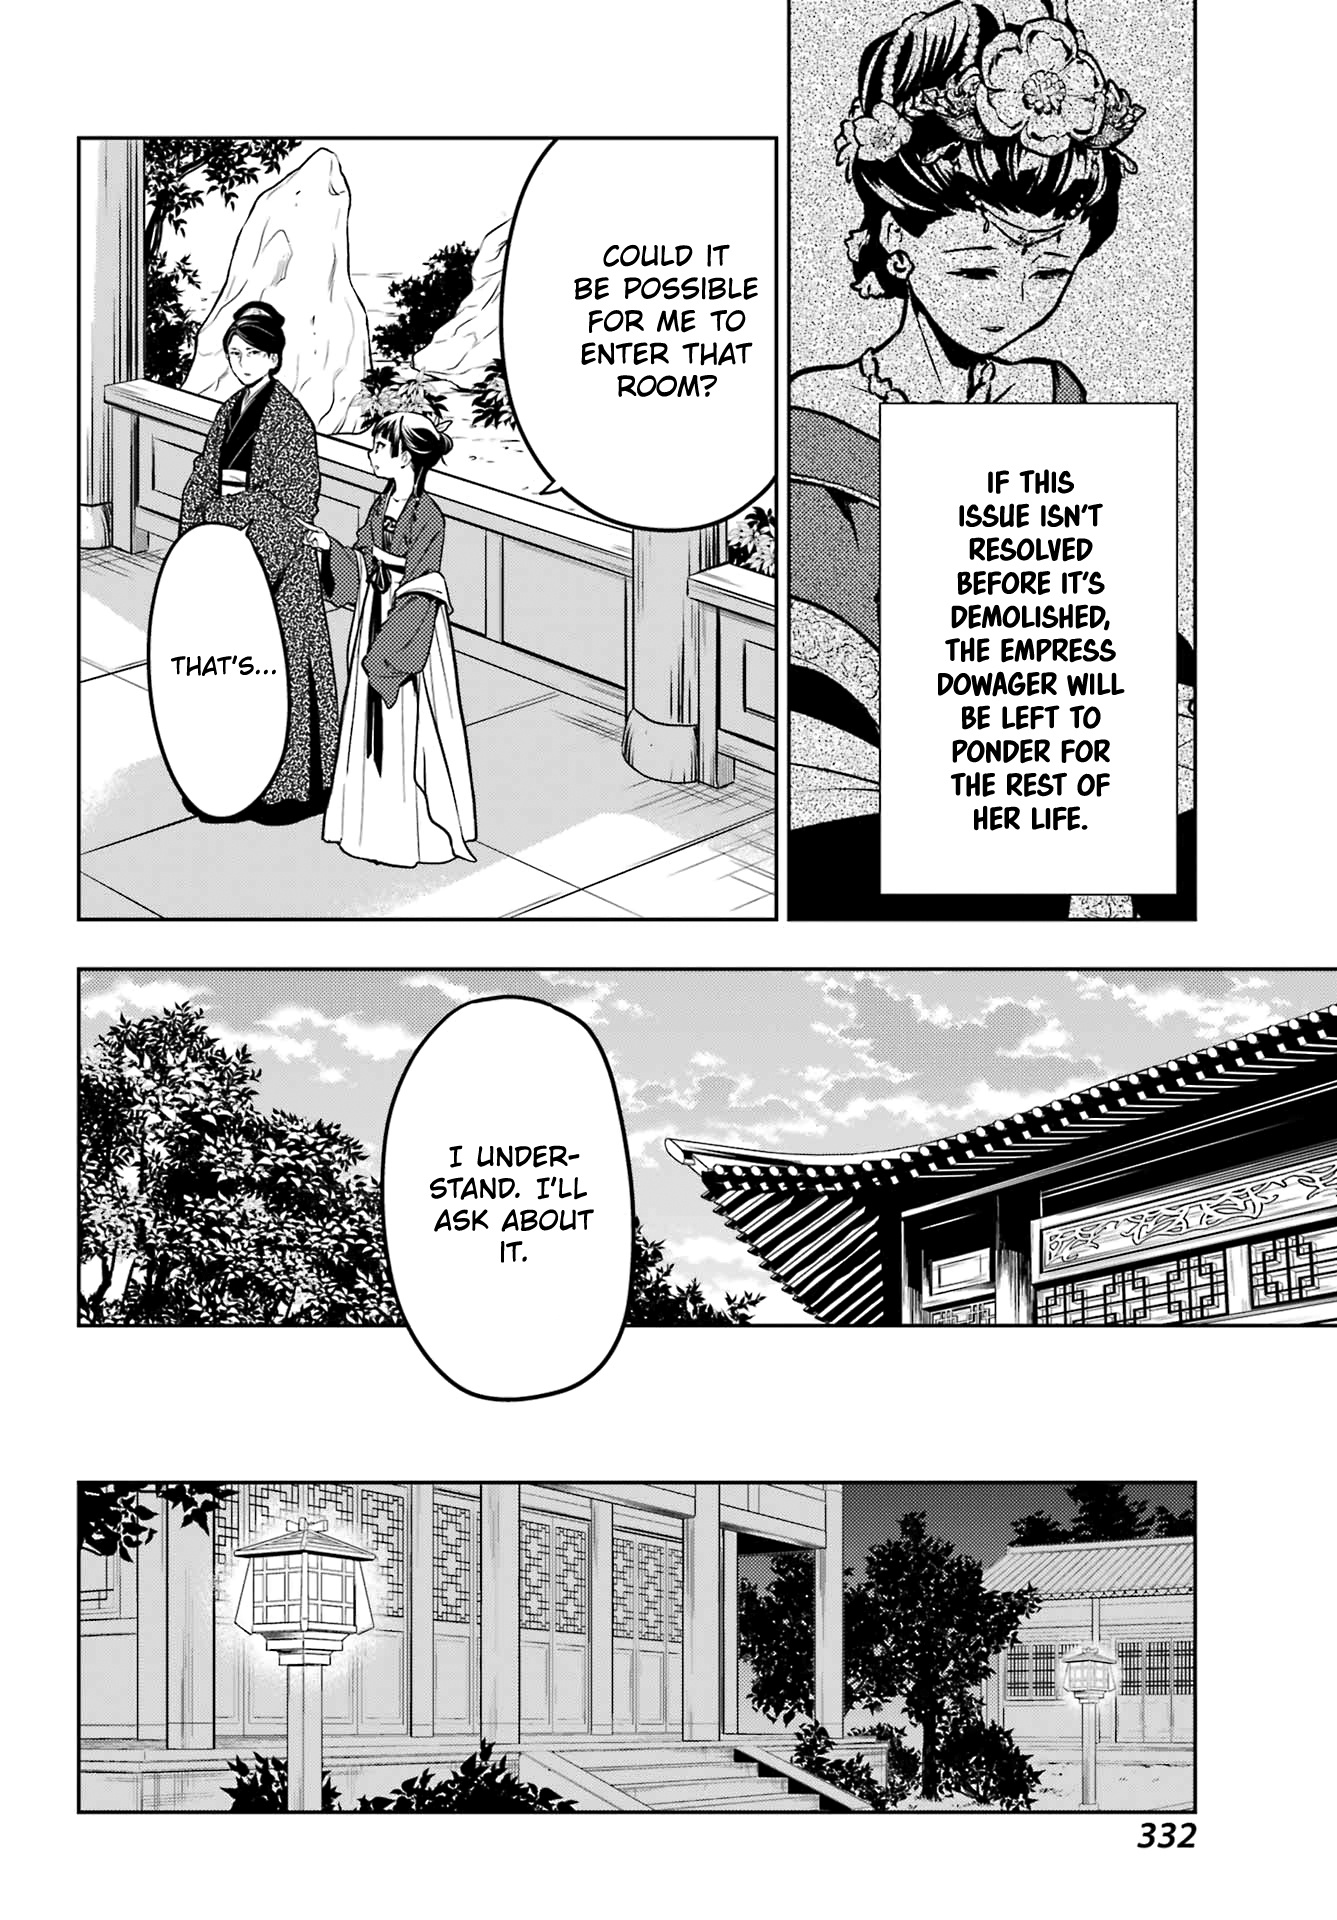 IF THIS
ISSUE ISN'T
RESOLVED
BEFORE IT'S
DEMOLISHED,
THE EMPRESS
DOWAGER WILL
BE LEFT TO
PONDER FOR
THE REST OF
HER LIFE.
COULD IT
BE POSSIBLE
FOR ME TO
ENTER THAT
ROOM?
THAT'S...
I UNDER-
STAND. I'LL
ASK ABOUT
IT.
332